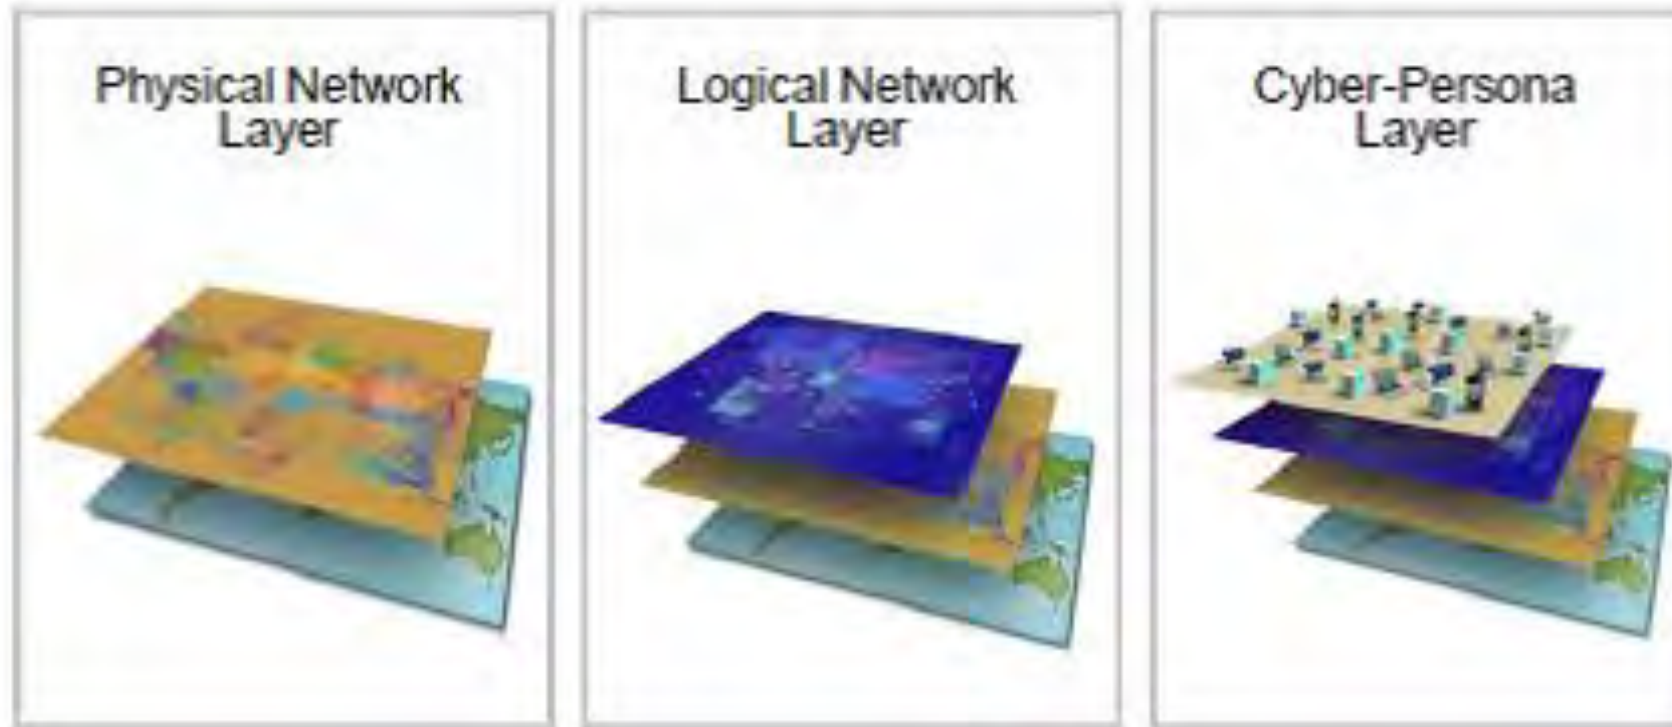 Physical Network
Layer
Logical Network
Layer
Cyber-Persona
Layer